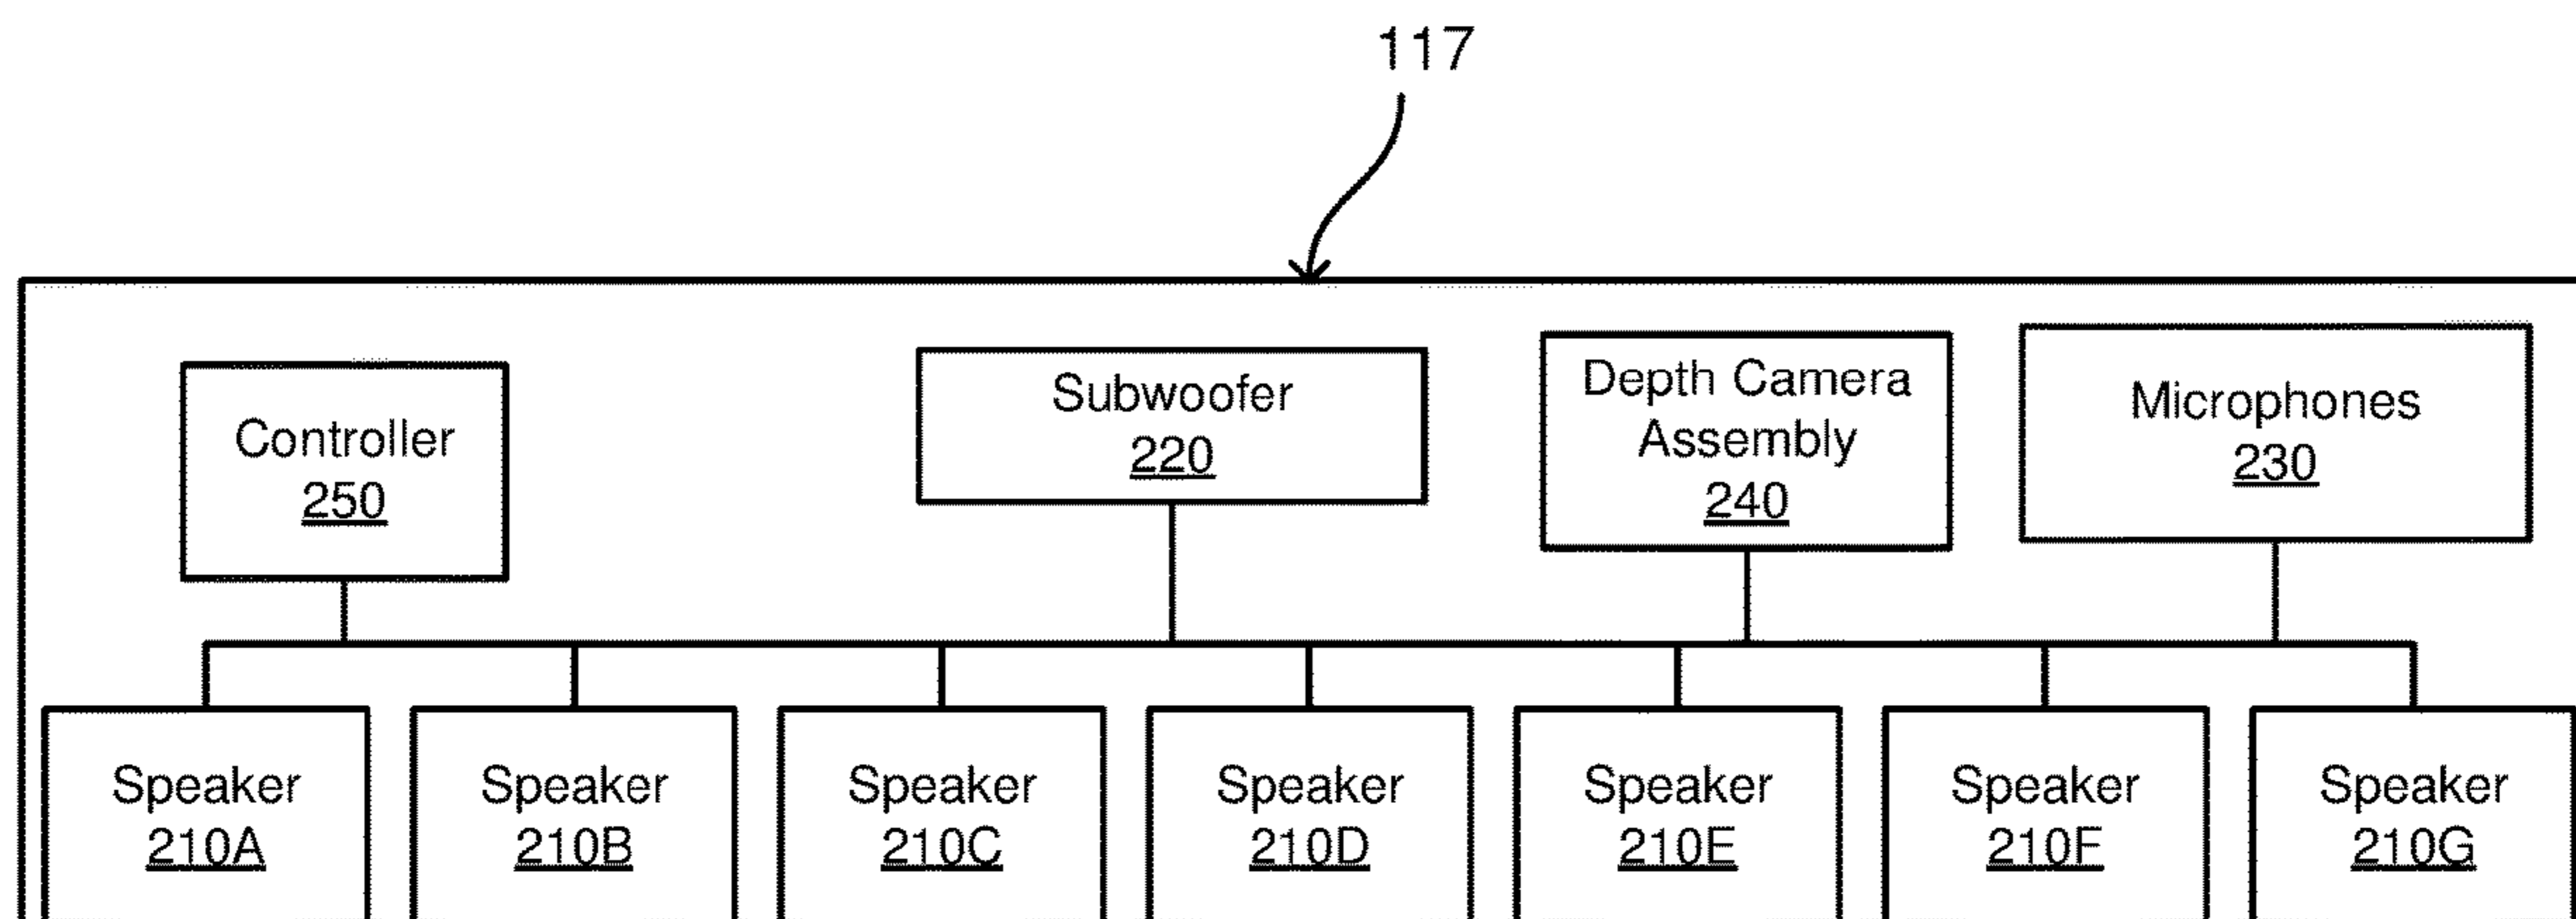 117
Controller
250
Subwoofer
220
Depth Camera
Assembly
240
Microphones
230
Speaker
210A
Speaker
210B
Speaker
210C
Speaker
210D
Speaker
210E
Speaker
210F
Speaker
210G